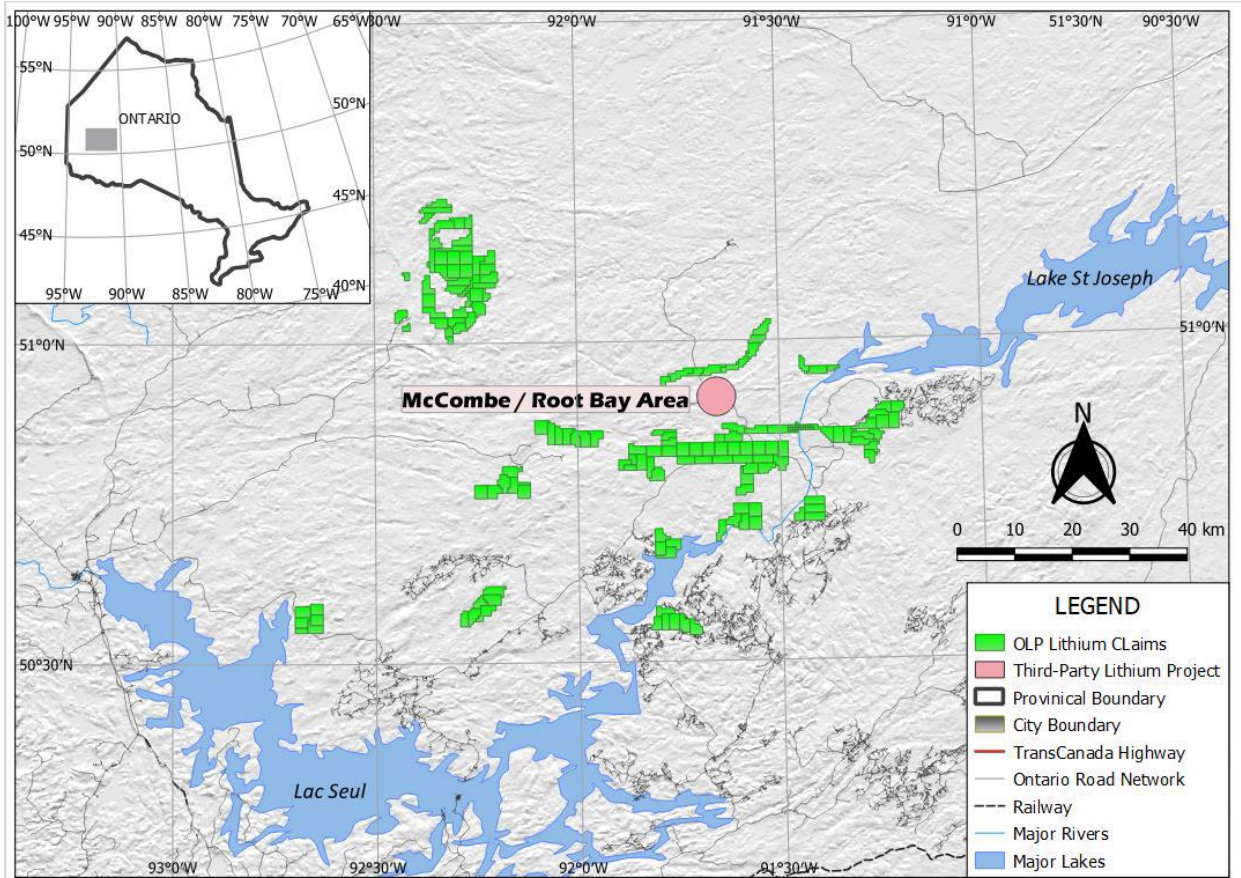 100°W 95°W 90°W 85°W 80°W 75°W 70°W 65°W
30'W 92°0'W 91°30'W 91°0'W 51°30'W 90°30'W
55°N
50°N
ONTARIO
50°N
45°N
45°N
40°N
95°W 90°W 85°W 80°W 75°W
Lake St Joseph
51°0'N
51°0'N
McCombe / Root Bay Area
N
0 10 20 30 40 km
50°30'N
50°30'N
LEGEND
OLP Lithium CLaims
Third-Party Lithium Project
Provinical Boundary
City Boundary
TransCanada Highway
Ontario Road Network
Railway
Major Rivers
Major Lakes
Lac Seul
93°0'W 92°30'W 92°0'W 91°30'W